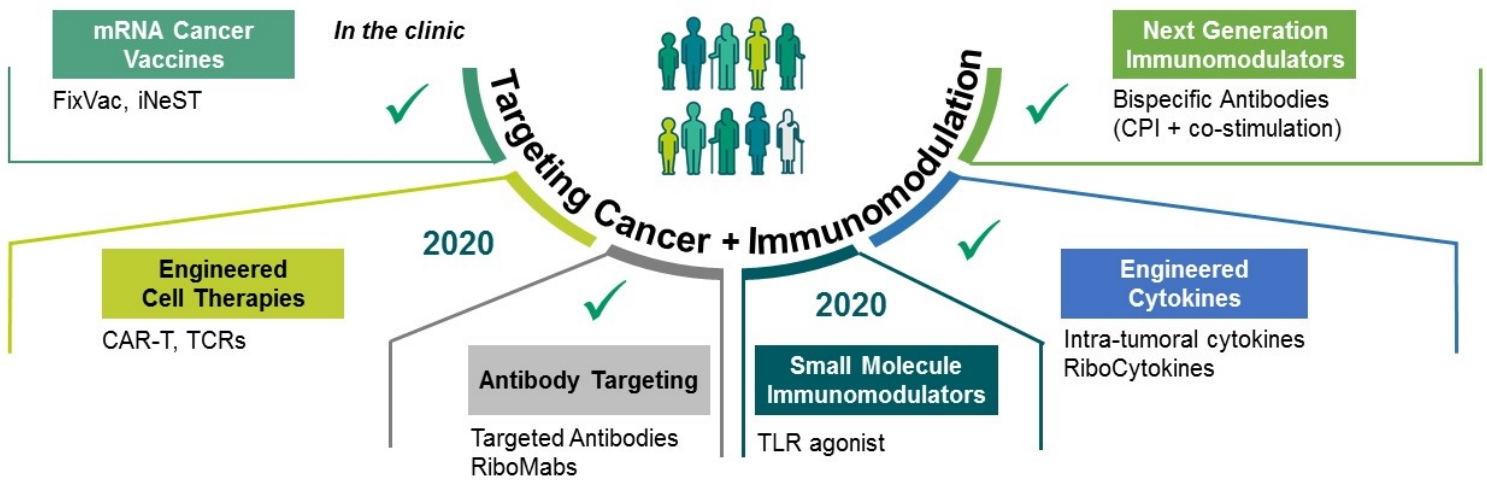 mRNA Cancer
Vaccines
FixVac, iNeST
In the clinic
Targeting Cancer + Immunomodulation
Next Generation
Immunomodulators
Bispecific Antibodies
(CPI + co-stimulation)
2020
Engineered
Cell Therapies
CAR-T, TCRs
Antibody Targeting
Targeted Antibodies
RiboMabs
2020
Small Molecule
Immunomodulators
TLR agonist
Engineered
Cytokines
Intra-tumoral cytokines
RiboCytokines